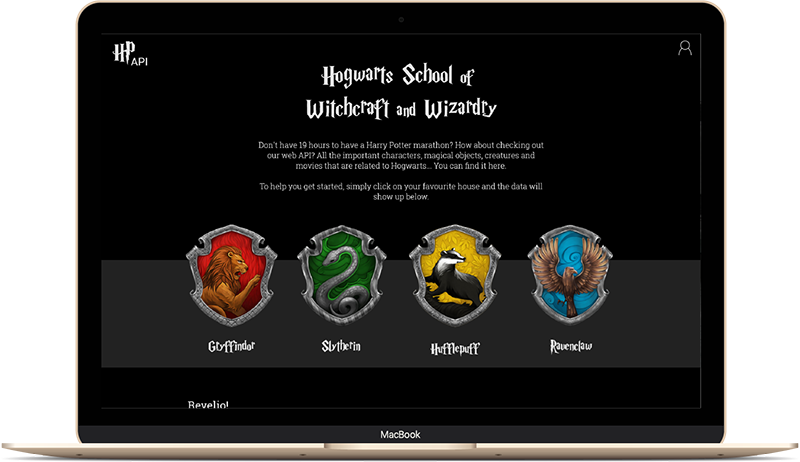 HP
API
Hogwarts School of
Witchcraft and Wizardry
Don't have 19 hours to have a Harry Potter marathon? How about checking out
our web API? All the important characters, magical objects, creatures and
movies that are related to Hogwarts... You can find it here.
To help you get started, simply click on your favourite house and the data will
show up below.
Gryffindor
Slytherin
Hufflepuff
Ravenclaw
Revelio!
MacBook